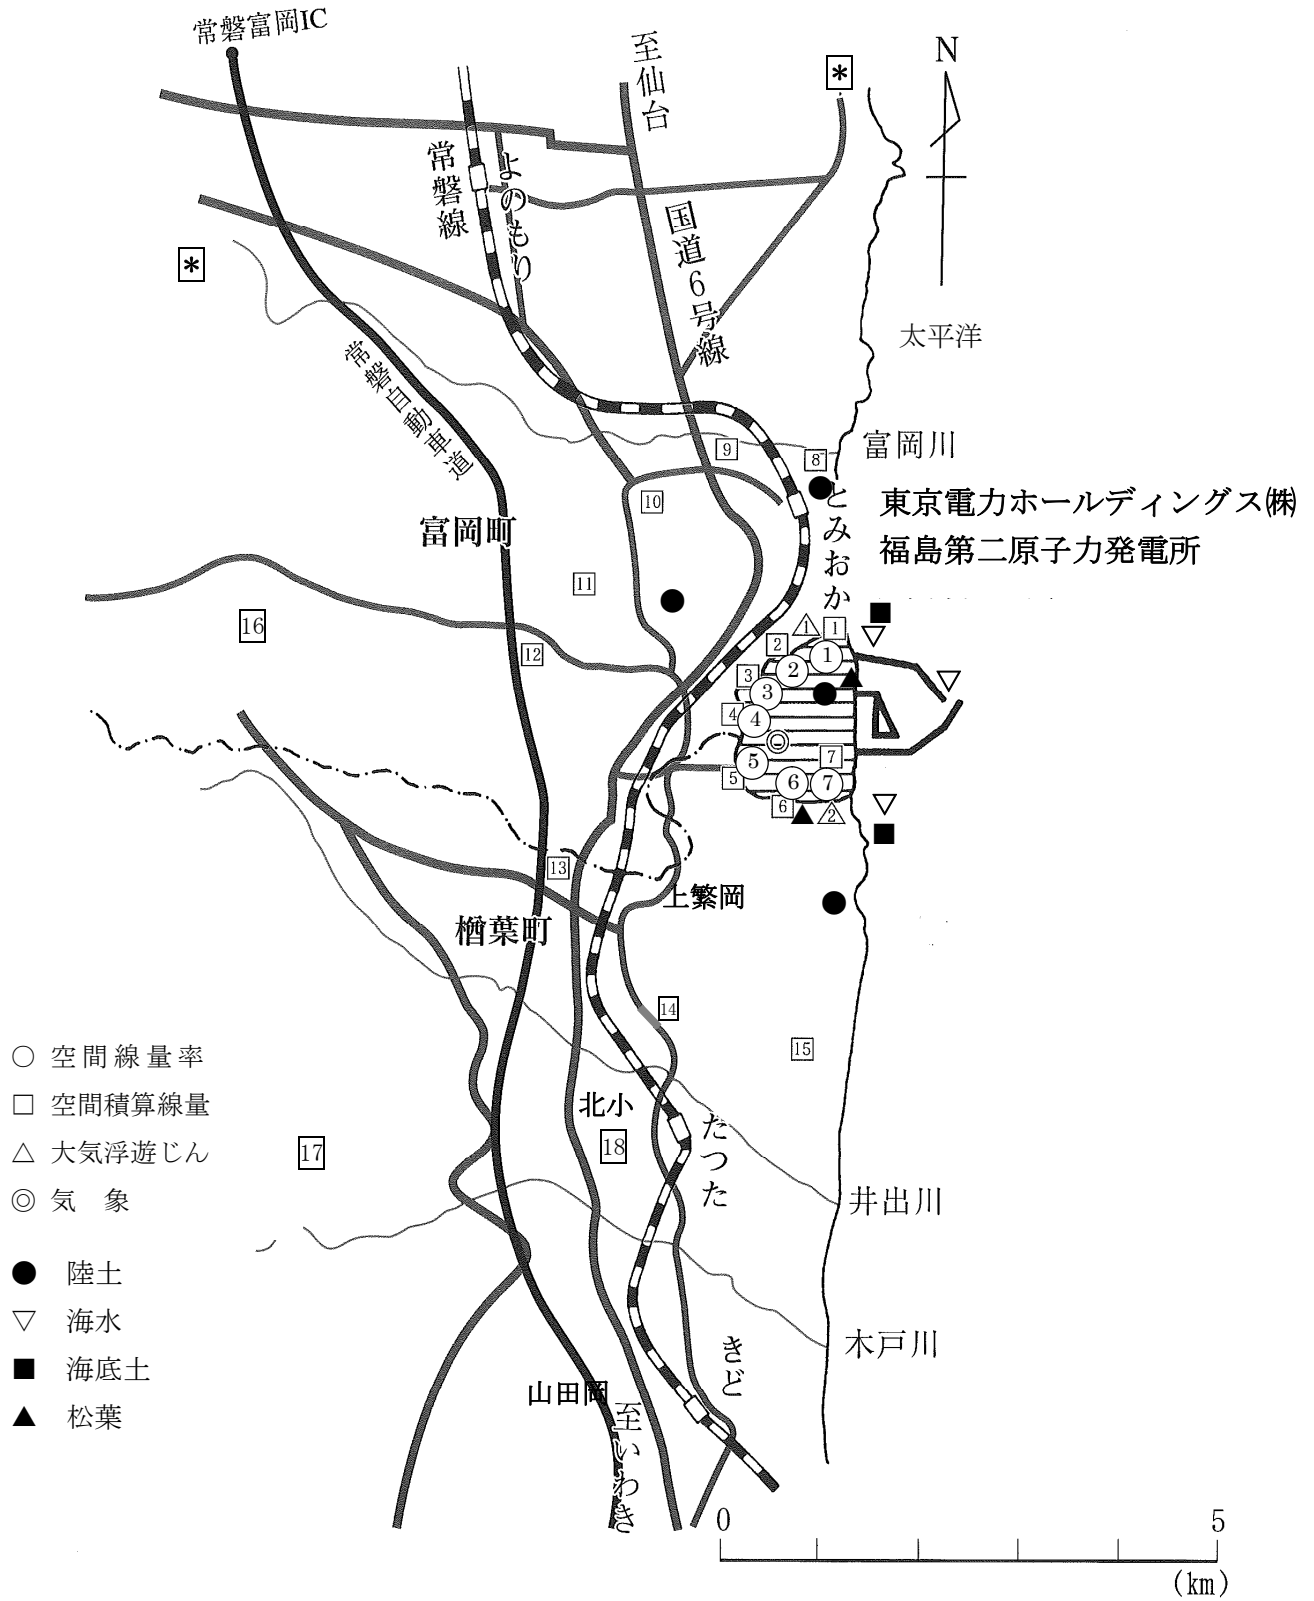 常磐富岡IC
至仙台
*
N
常磐線
よのもり
国道6号線
*
太平洋
常磐自動車道
富岡川
9
8
10
とみおか
東京電力ホールディングス㈱
福島第二原子力発電所
富岡町
11
16
12
1
1
2
1
2
3
3
4
4
5
5
7
6
7
6
2
13
上繁岡
楢葉町
14
15
○ 空間線量率
□ 空間積算線量
△ 大気浮遊じん
◎ 気 象
● 陸土
▽ 海水
■ 海底土
▲ 松葉
北小
18
17
たつた
井出川
木戸川
きど
山田岡
至いわき
0 5
(km)